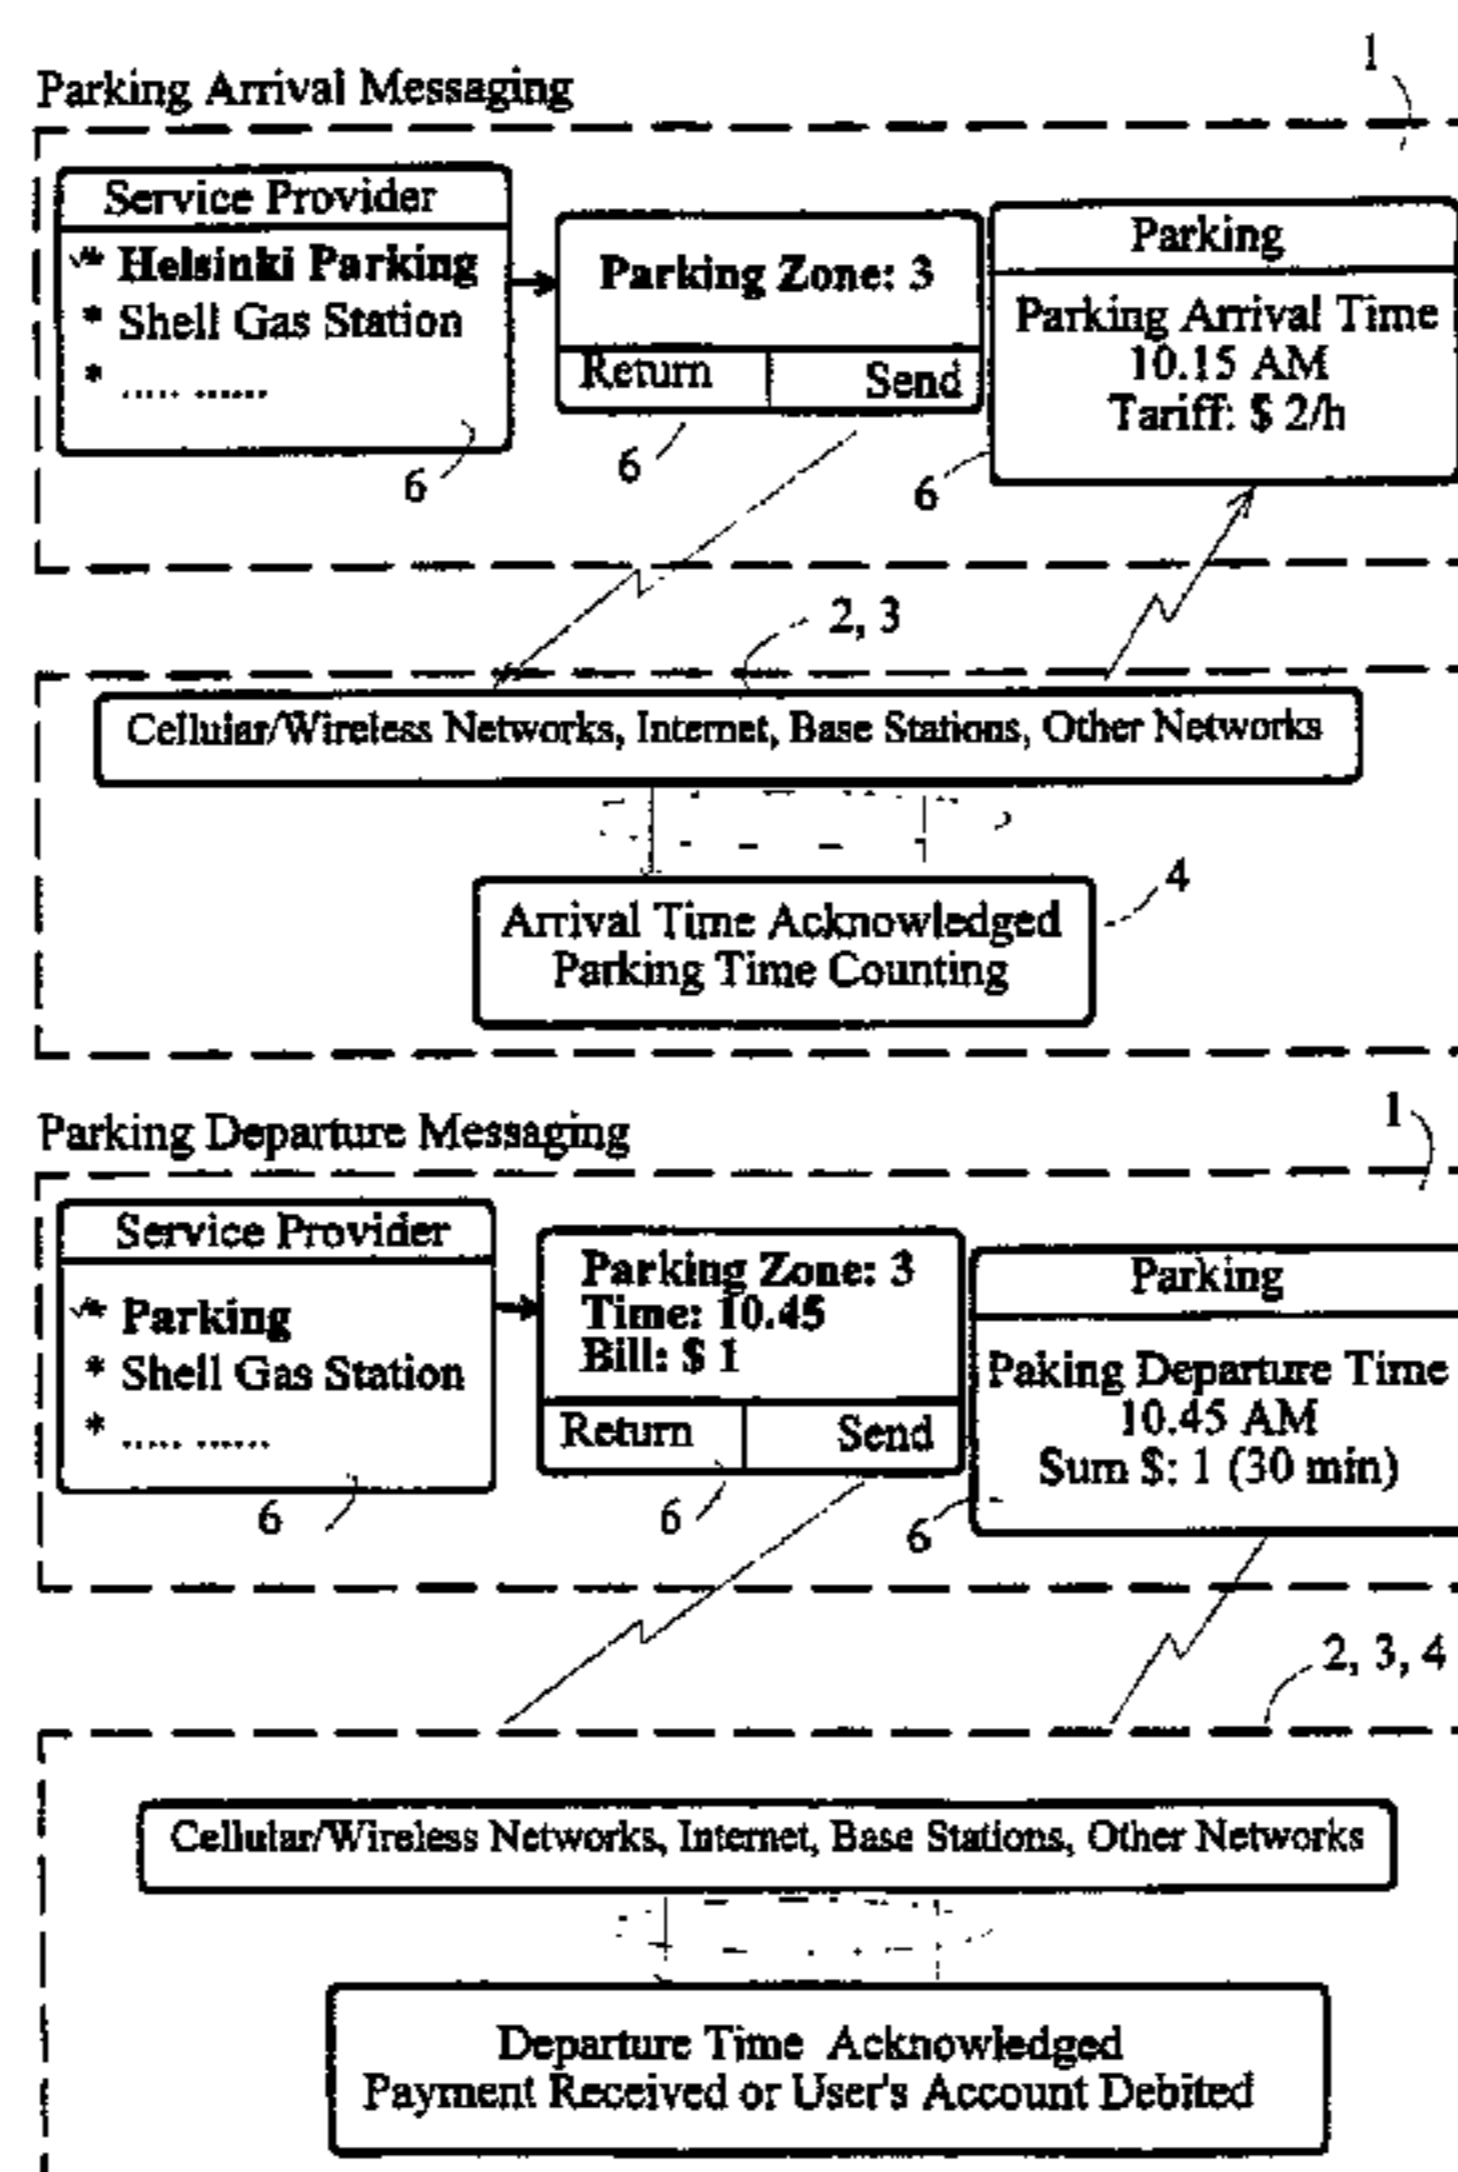 1
Parking Arrival Messaging
Service Provider
* Helsinki Parking
* Shell Gas Station
* ..... ......
6
Parking Zone: 3
Return Send
6
Parking
Parking Arrival Time
10.15 AM
Tariff: $ 2/h
6
2, 3
Cellular/Wireless Networks, Internet, Base Stations, Other Networks
4
Arrival Time Acknowledged
Parking Time Counting
Parking Departure Messaging
1
Service Provider
* Parking
* Shell Gas Station
* ..... ......
6
Parking Zone: 3
Time: 10.45
Bill: $ 1
Return Send
6
Parking
Paking Departure Time
10.45 AM
Sum $: 1 (30 min)
6
2, 3, 4
Cellular/Wireless Networks, Internet, Base Stations, Other Networks
Departure Time Acknowledged
Payment Received or User's Account Debited